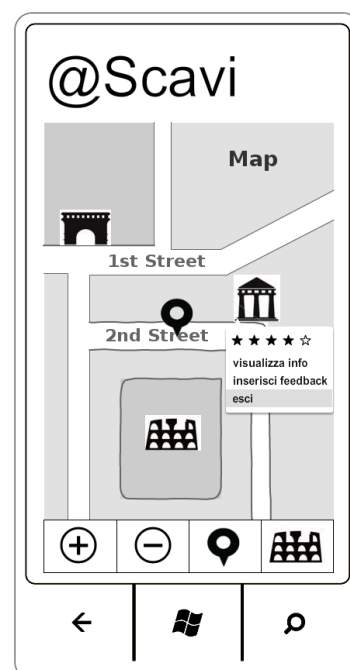 @Scavi
Map
1st Street
2nd Street
visualizza info
inserisci feedback
esci